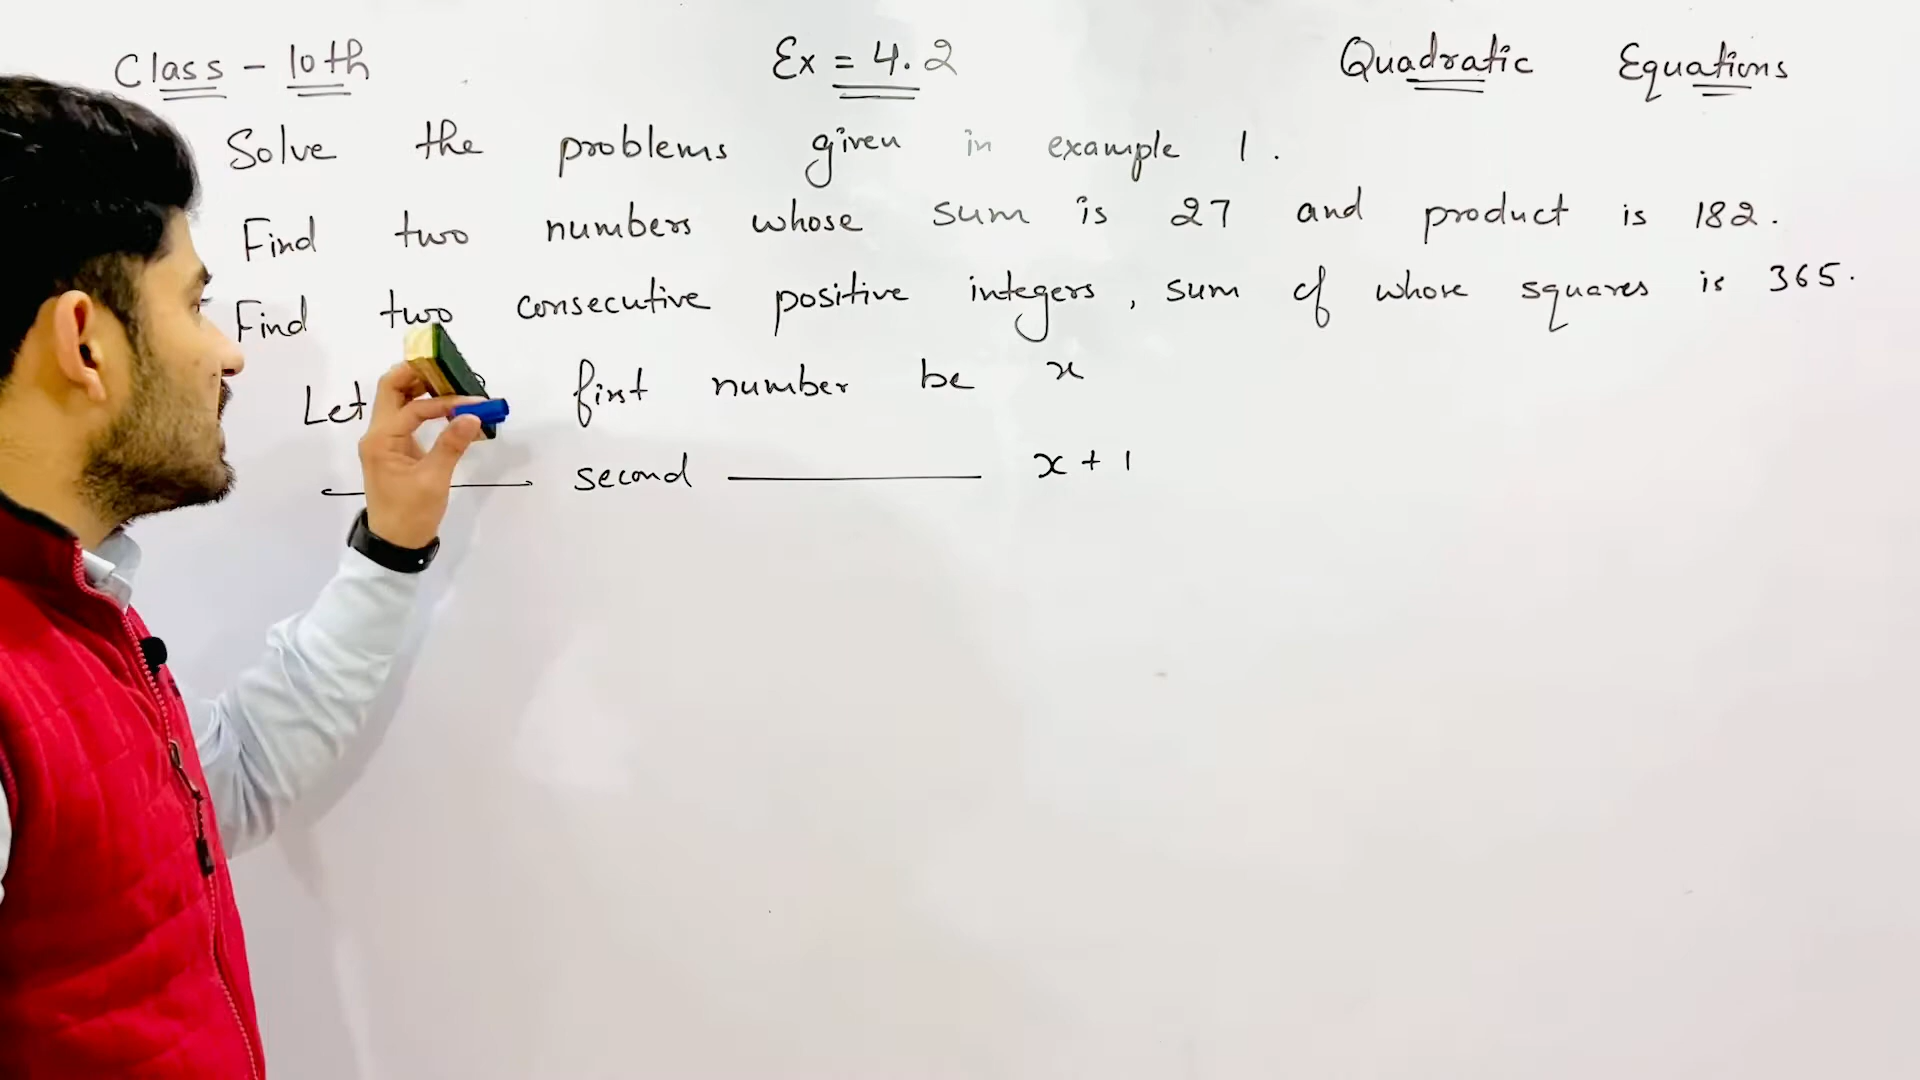 Class - 10th Ex = 4.2 Quadratic Equations
Solve the problems given in example 1.
Find two numbers whose sum is 27 and product is 182.
Find two consecutive positive integers, sum of whose squares is 365.
Let first number be x
second x + 1